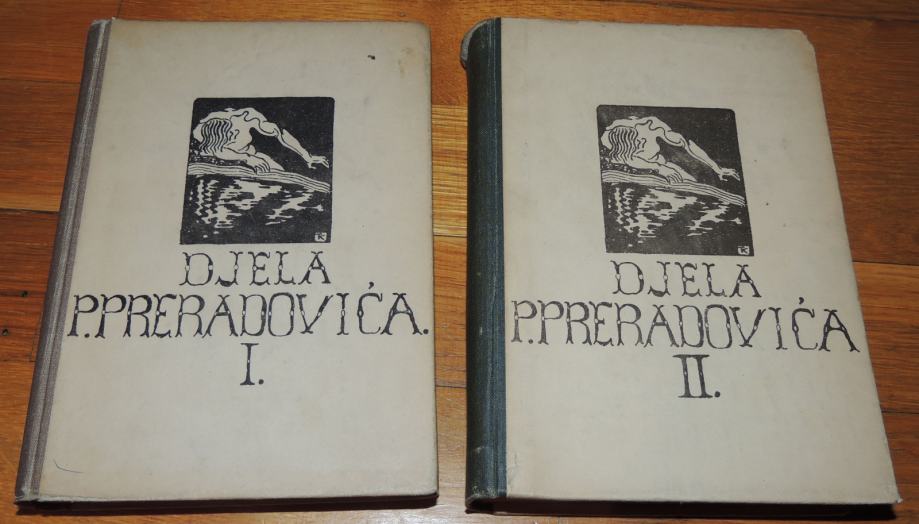 DJELA
P.PRERADOVIĆA.
I.
DJELA
P.PRERADOVIĆA
II.